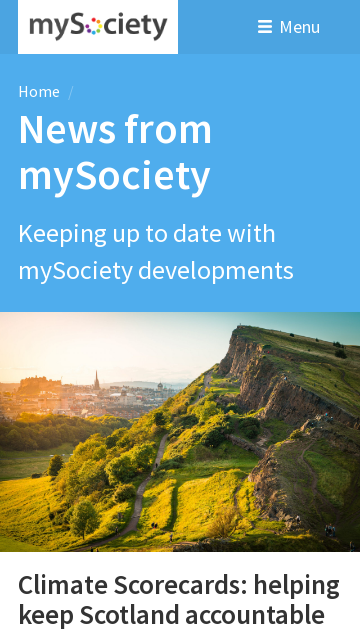 mySociety
Menu
Home /
News from
mySociety
Keeping up to date with
mySociety developments
Climate Scorecards: helping
keep Scotland accountable